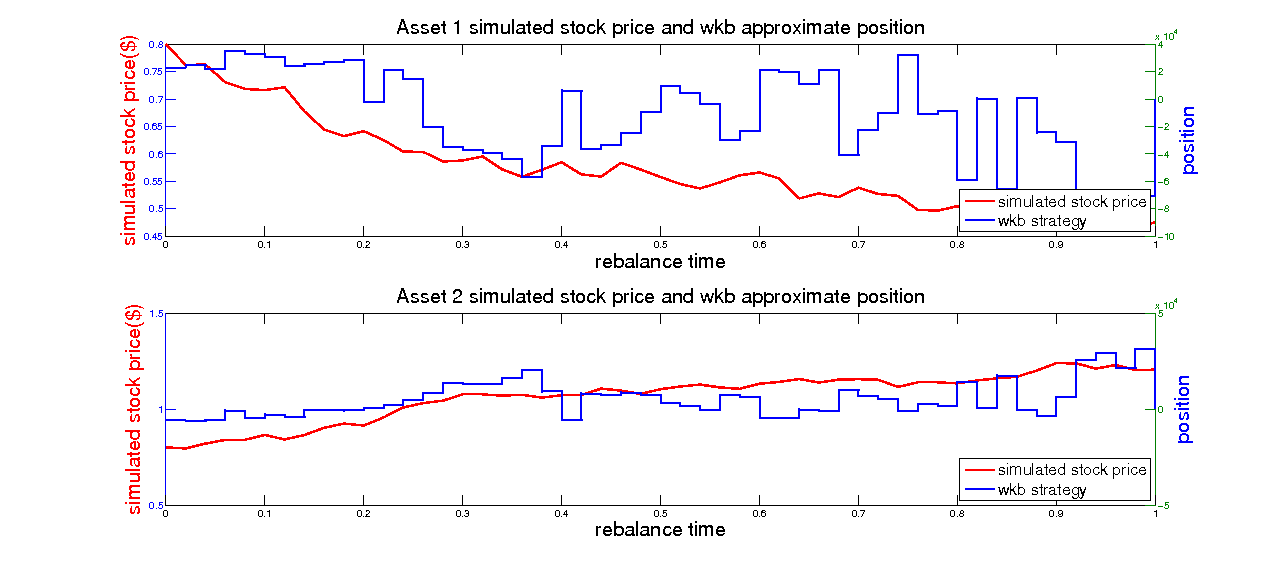 Asset 1 simulated stock price and wkb approximate position
x 10^4
simulated stock price($)
0.8
0.75
0.7
0.65
0.6
0.55
0.5
0.45
4
2
0
−2
−4
−6
−8
−10
position
simulated stock price
wkb strategy
0 0.1 0.2 0.3 0.4 0.5 0.6 0.7 0.8 0.9 1
rebalance time
Asset 2 simulated stock price and wkb approximate position
x 10^4
simulated stock price($)
1.5
1
0.5
5
0
−5
position
simulated stock price
wkb strategy
0 0.1 0.2 0.3 0.4 0.5 0.6 0.7 0.8 0.9 1
rebalance time